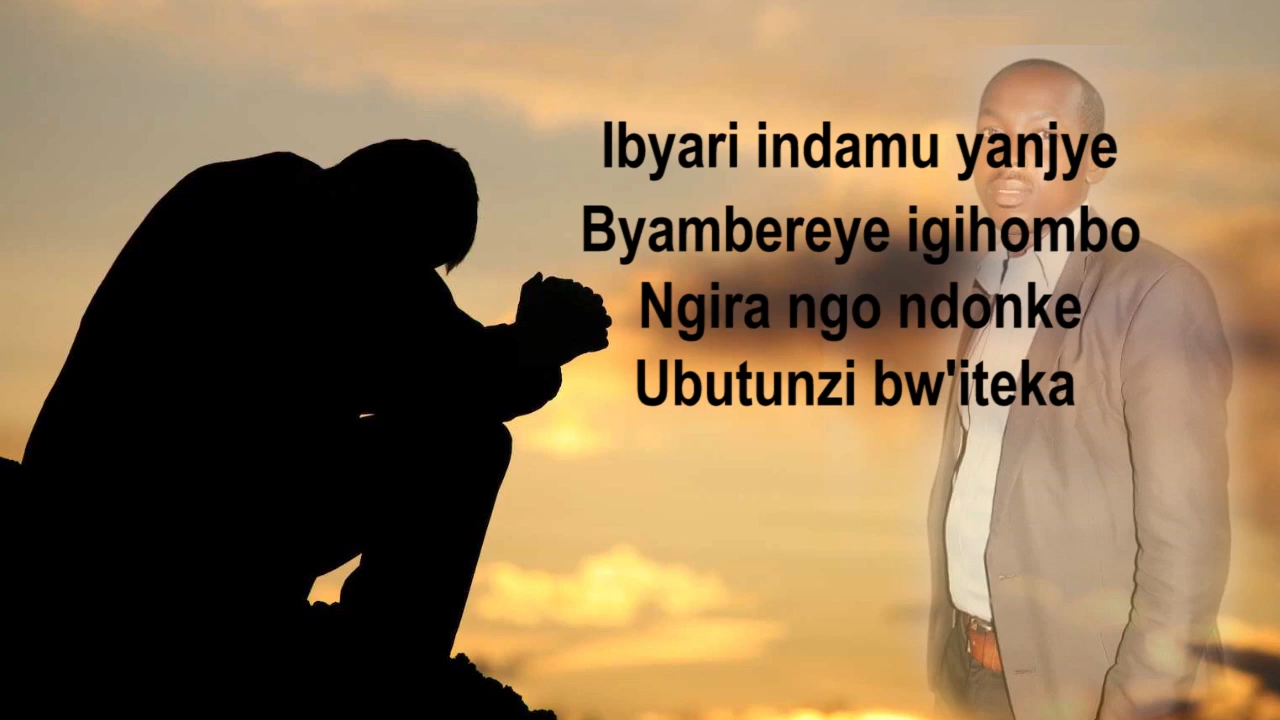 Ibyari indamu yanjye
Byambereye igihombo
Ngira ngo ndonke
Ubutunzi bw'iteka